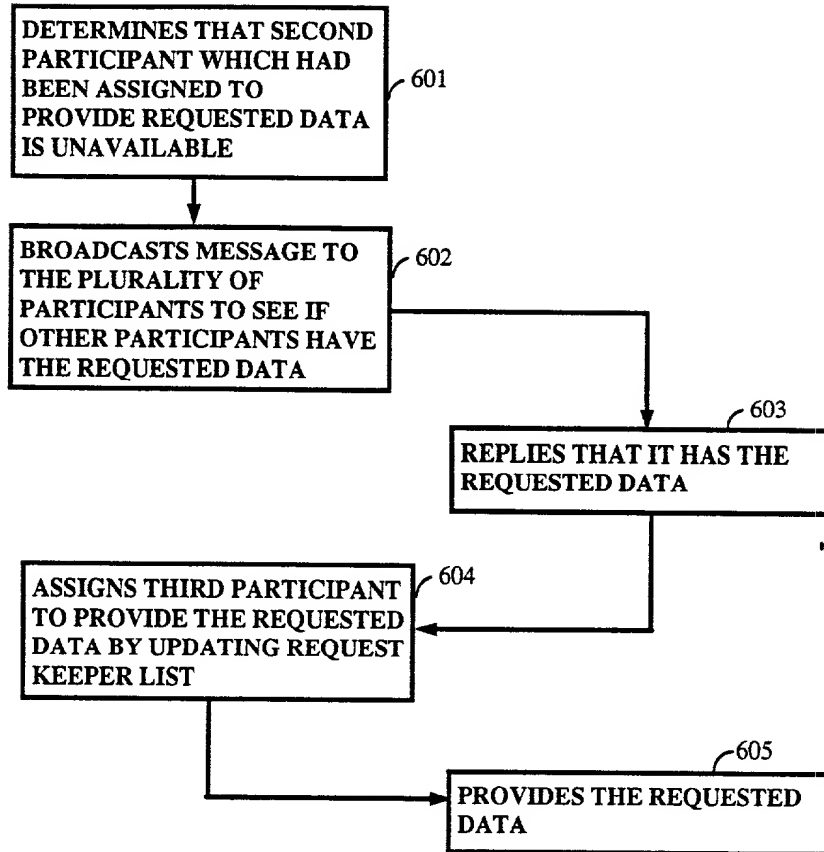 DETERMINES THAT SECOND
PARTICIPANT WHICH HAD
BEEN ASSIGNED TO
PROVIDE REQUESTED DATA
IS UNAVAILABLE
601
BROADCASTS MESSAGE TO
THE PLURALITY OF
PARTICIPANTS TO SEE IF
OTHER PARTICIPANTS HAVE
THE REQUESTED DATA
602
603
REPLIES THAT IT HAS THE
REQUESTED DATA
ASSIGNS THIRD PARTICIPANT
TO PROVIDE THE REQUESTED
DATA BY UPDATING REQUEST
KEEPER LIST
604
605
PROVIDES THE REQUESTED
DATA